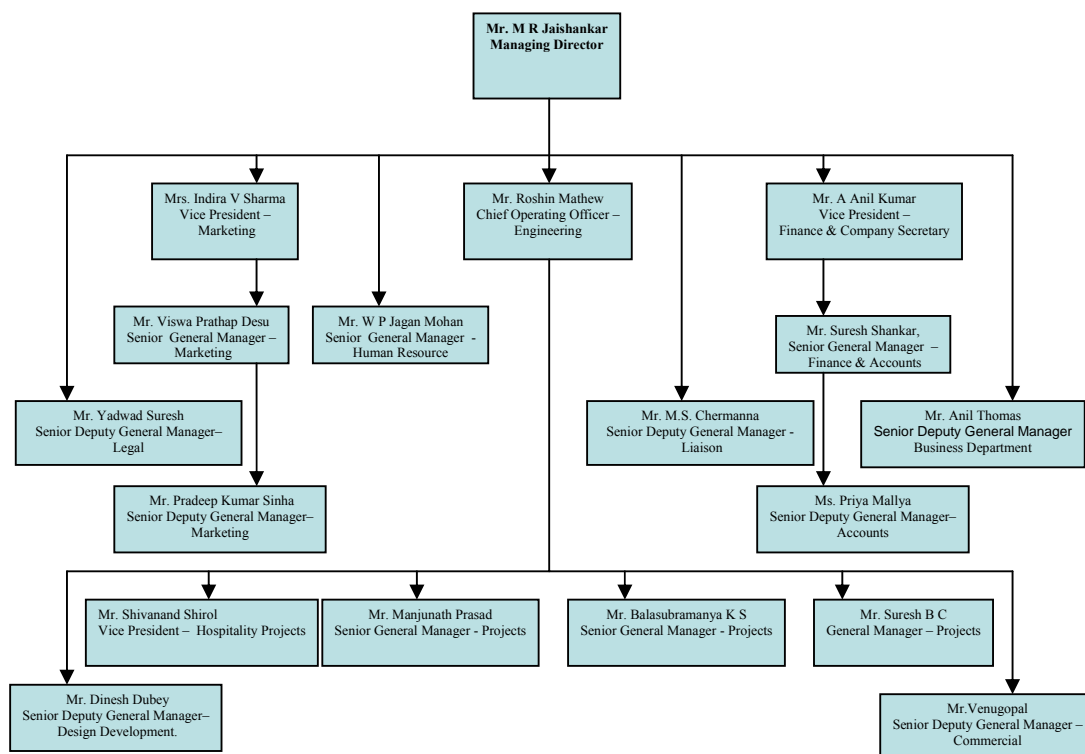 Mr. M R Jaishankar
Managing Director
Mrs. Indira V Sharma
Vice President –
Marketing
Mr. Roshin Mathew
Chief Operating Officer –
Engineering
Mr. A Anil Kumar
Vice President –
Finance & Company Secretary
Mr. Viswa Prathap Desu
Senior General Manager –
Marketing
Mr. W P Jagan Mohan
Senior General Manager -
Human Resource
Mr. Suresh Shankar,
Senior General Manager –
Finance & Accounts
Mr. Yadwad Suresh
Senior Deputy General Manager–
Legal
Mr. M.S. Chermanna
Senior Deputy General Manager -
Liaison
Mr. Anil Thomas
Senior Deputy General Manager
Business Department
Mr. Pradeep Kumar Sinha
Senior Deputy General Manager–
Marketing
Ms. Priya Mallya
Senior Deputy General Manager–
Accounts
Mr. Shivanand Shirol
Vice President – Hospitality Projects
Mr. Manjunath Prasad
Senior General Manager - Projects
Mr. Balasubramanya K S
Senior General Manager - Projects
Mr. Suresh B C
General Manager – Projects
Mr. Dinesh Dubey
Senior Deputy General Manager–
Design Development.
Mr.Venugopal
Senior Deputy General Manager –
Commercial